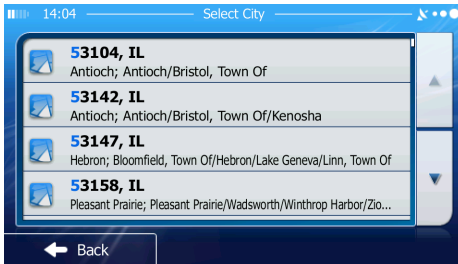 14:04
Select City
53104, IL
Antioch; Antioch/Bristol, Town Of
53142, IL
Antioch; Antioch/Bristol, Town Of/Kenosha
53147, IL
Hebron; Bloomfield, Town Of/Hebron/Lake Geneva/Linn, Town Of
53158, IL
Pleasant Prairie; Pleasant Prairie/Wadsworth/Winthrop Harbor/Zio...
Back